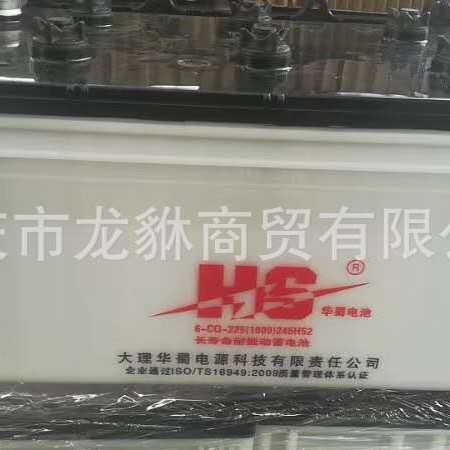 庆市龙貅商贸有限公
HS®
华蜀电池
6-CQ-225(1000)245H52
长寿命耐振动蓄电池
大理华蜀电源科技有限责任公司
企业通过ISO/TS16949:2009质量管理体系认证